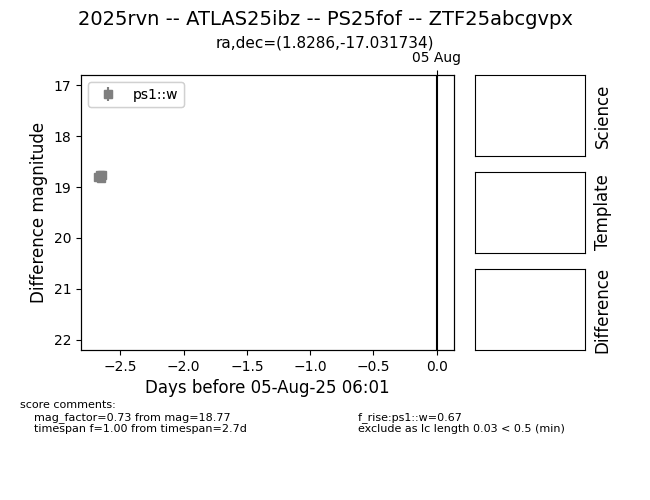 2025rvn -- ATLAS25ibz -- PS25fof -- ZTF25abcgvpx
ra,dec=(1.8286,-17.031734)
05 Aug
ps1::w
17
18
19
20
21
22
Difference magnitude
−2.5
−2.0
−1.5
−1.0
−0.5
0.0
Days before 05-Aug-25 06:01
Science
Template
Difference
score comments:
mag_factor=0.73 from mag=18.77
timespan f=1.00 from timespan=2.7d
f_rise:ps1::w=0.67
exclude as lc length 0.03 < 0.5 (min)